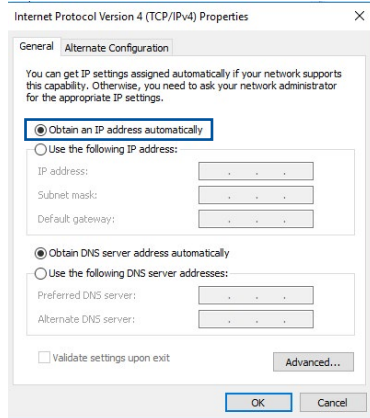 Internet Protocol Version 4 (TCP/IPv4) Properties
General Alternate Configuration
You can get IP settings assigned automatically if your network supports
this capability. Otherwise, you need to ask your network administrator
for the appropriate IP settings.
Obtain an IP address automatically
Use the following IP address:
IP address:
Subnet mask:
Default gateway:
Obtain DNS server address automatically
Use the following DNS server addresses:
Preferred DNS server:
Alternate DNS server:
Validate settings upon exit
Advanced...
OK Cancel